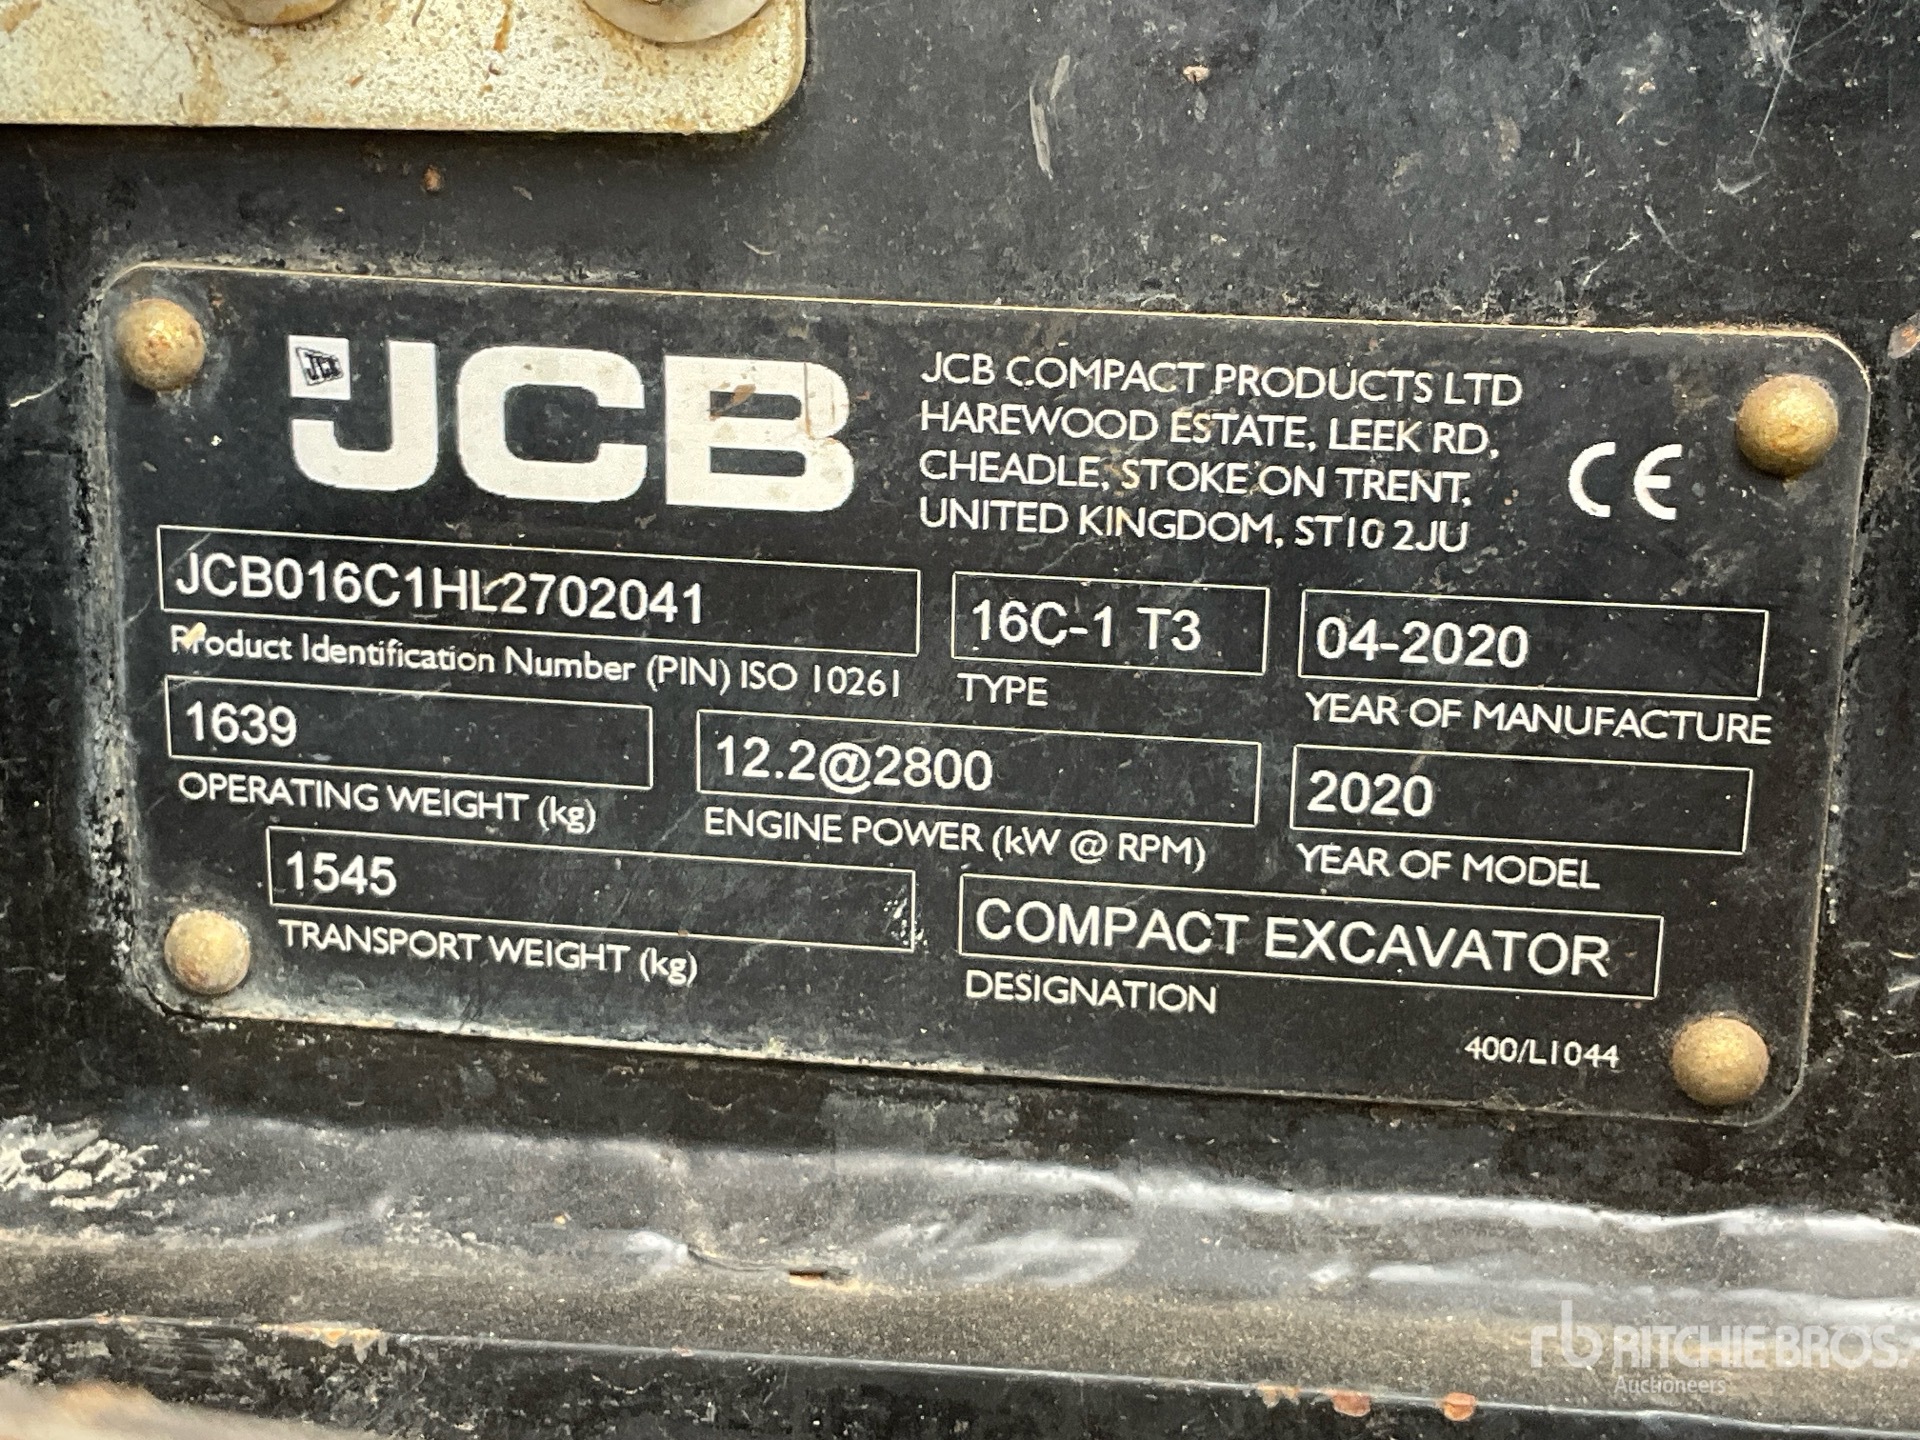 JCB
JCB
JCB COMPACT PRODUCTS LTD
HAREWOOD ESTATE, LEEK RD,
CHEADLE, STOKE ON TRENT,
UNITED KINGDOM, ST10 2JU
CE
JCB016C1HL2702041
Product Identification Number (PIN) ISO 10261
16C-1 T3
TYPE
04-2020
YEAR OF MANUFACTURE
1639
OPERATING WEIGHT (kg)
12.2@2800
ENGINE POWER (kW @ RPM)
2020
YEAR OF MODEL
1545
TRANSPORT WEIGHT (kg)
COMPACT EXCAVATOR
DESIGNATION
400/L1044
rb RITCHIE BROS.
Auctioneers